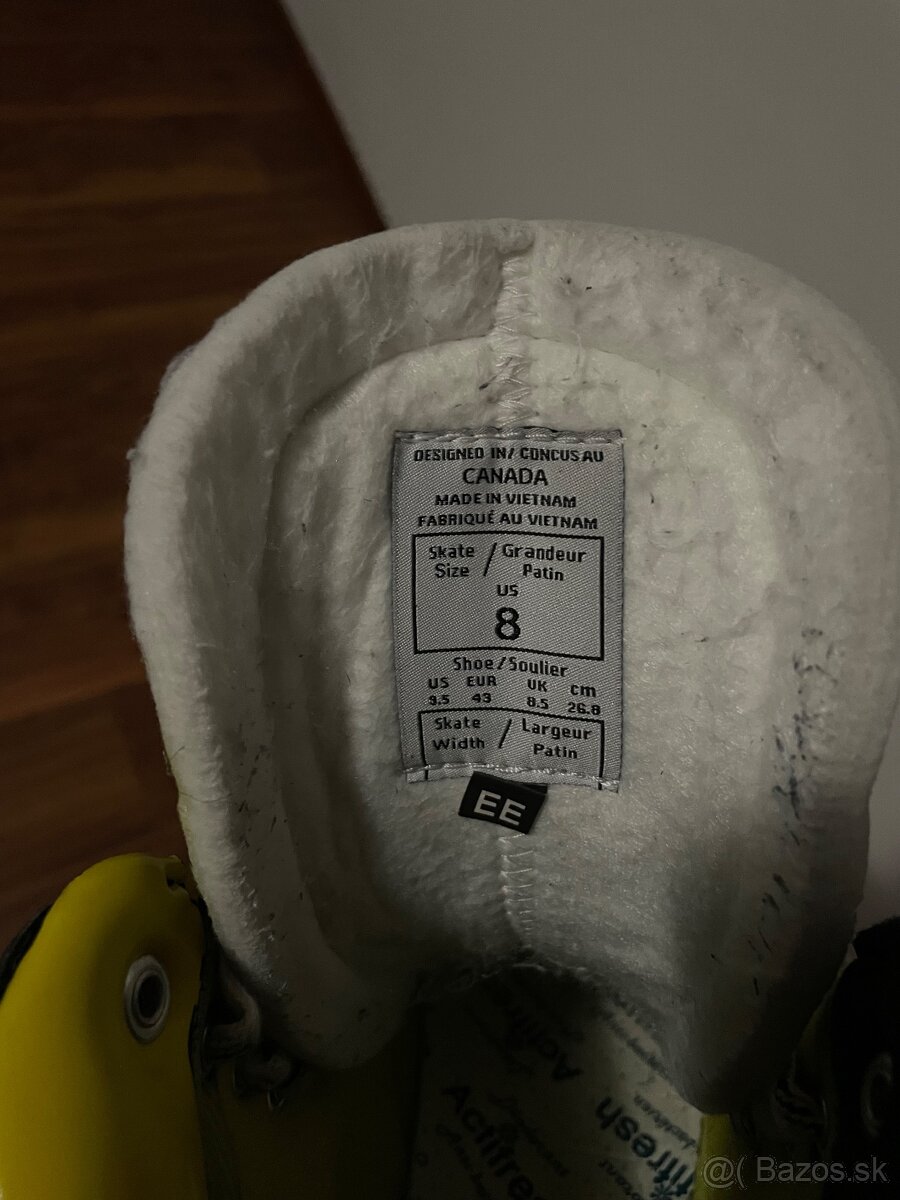 DESIGNED IN/ CONCUS AU
CANADA
MADE IN VIETNAM
FABRIQUÉ AU VIETNAM
Skate / Grandeur
Size Patin
US
8
Shoe/Soulier
US EUR UK cm
9.5 43 8.5 26.8
Skate / Largeur
Width Patin
EE
Actifresh
@( Bazos.sk